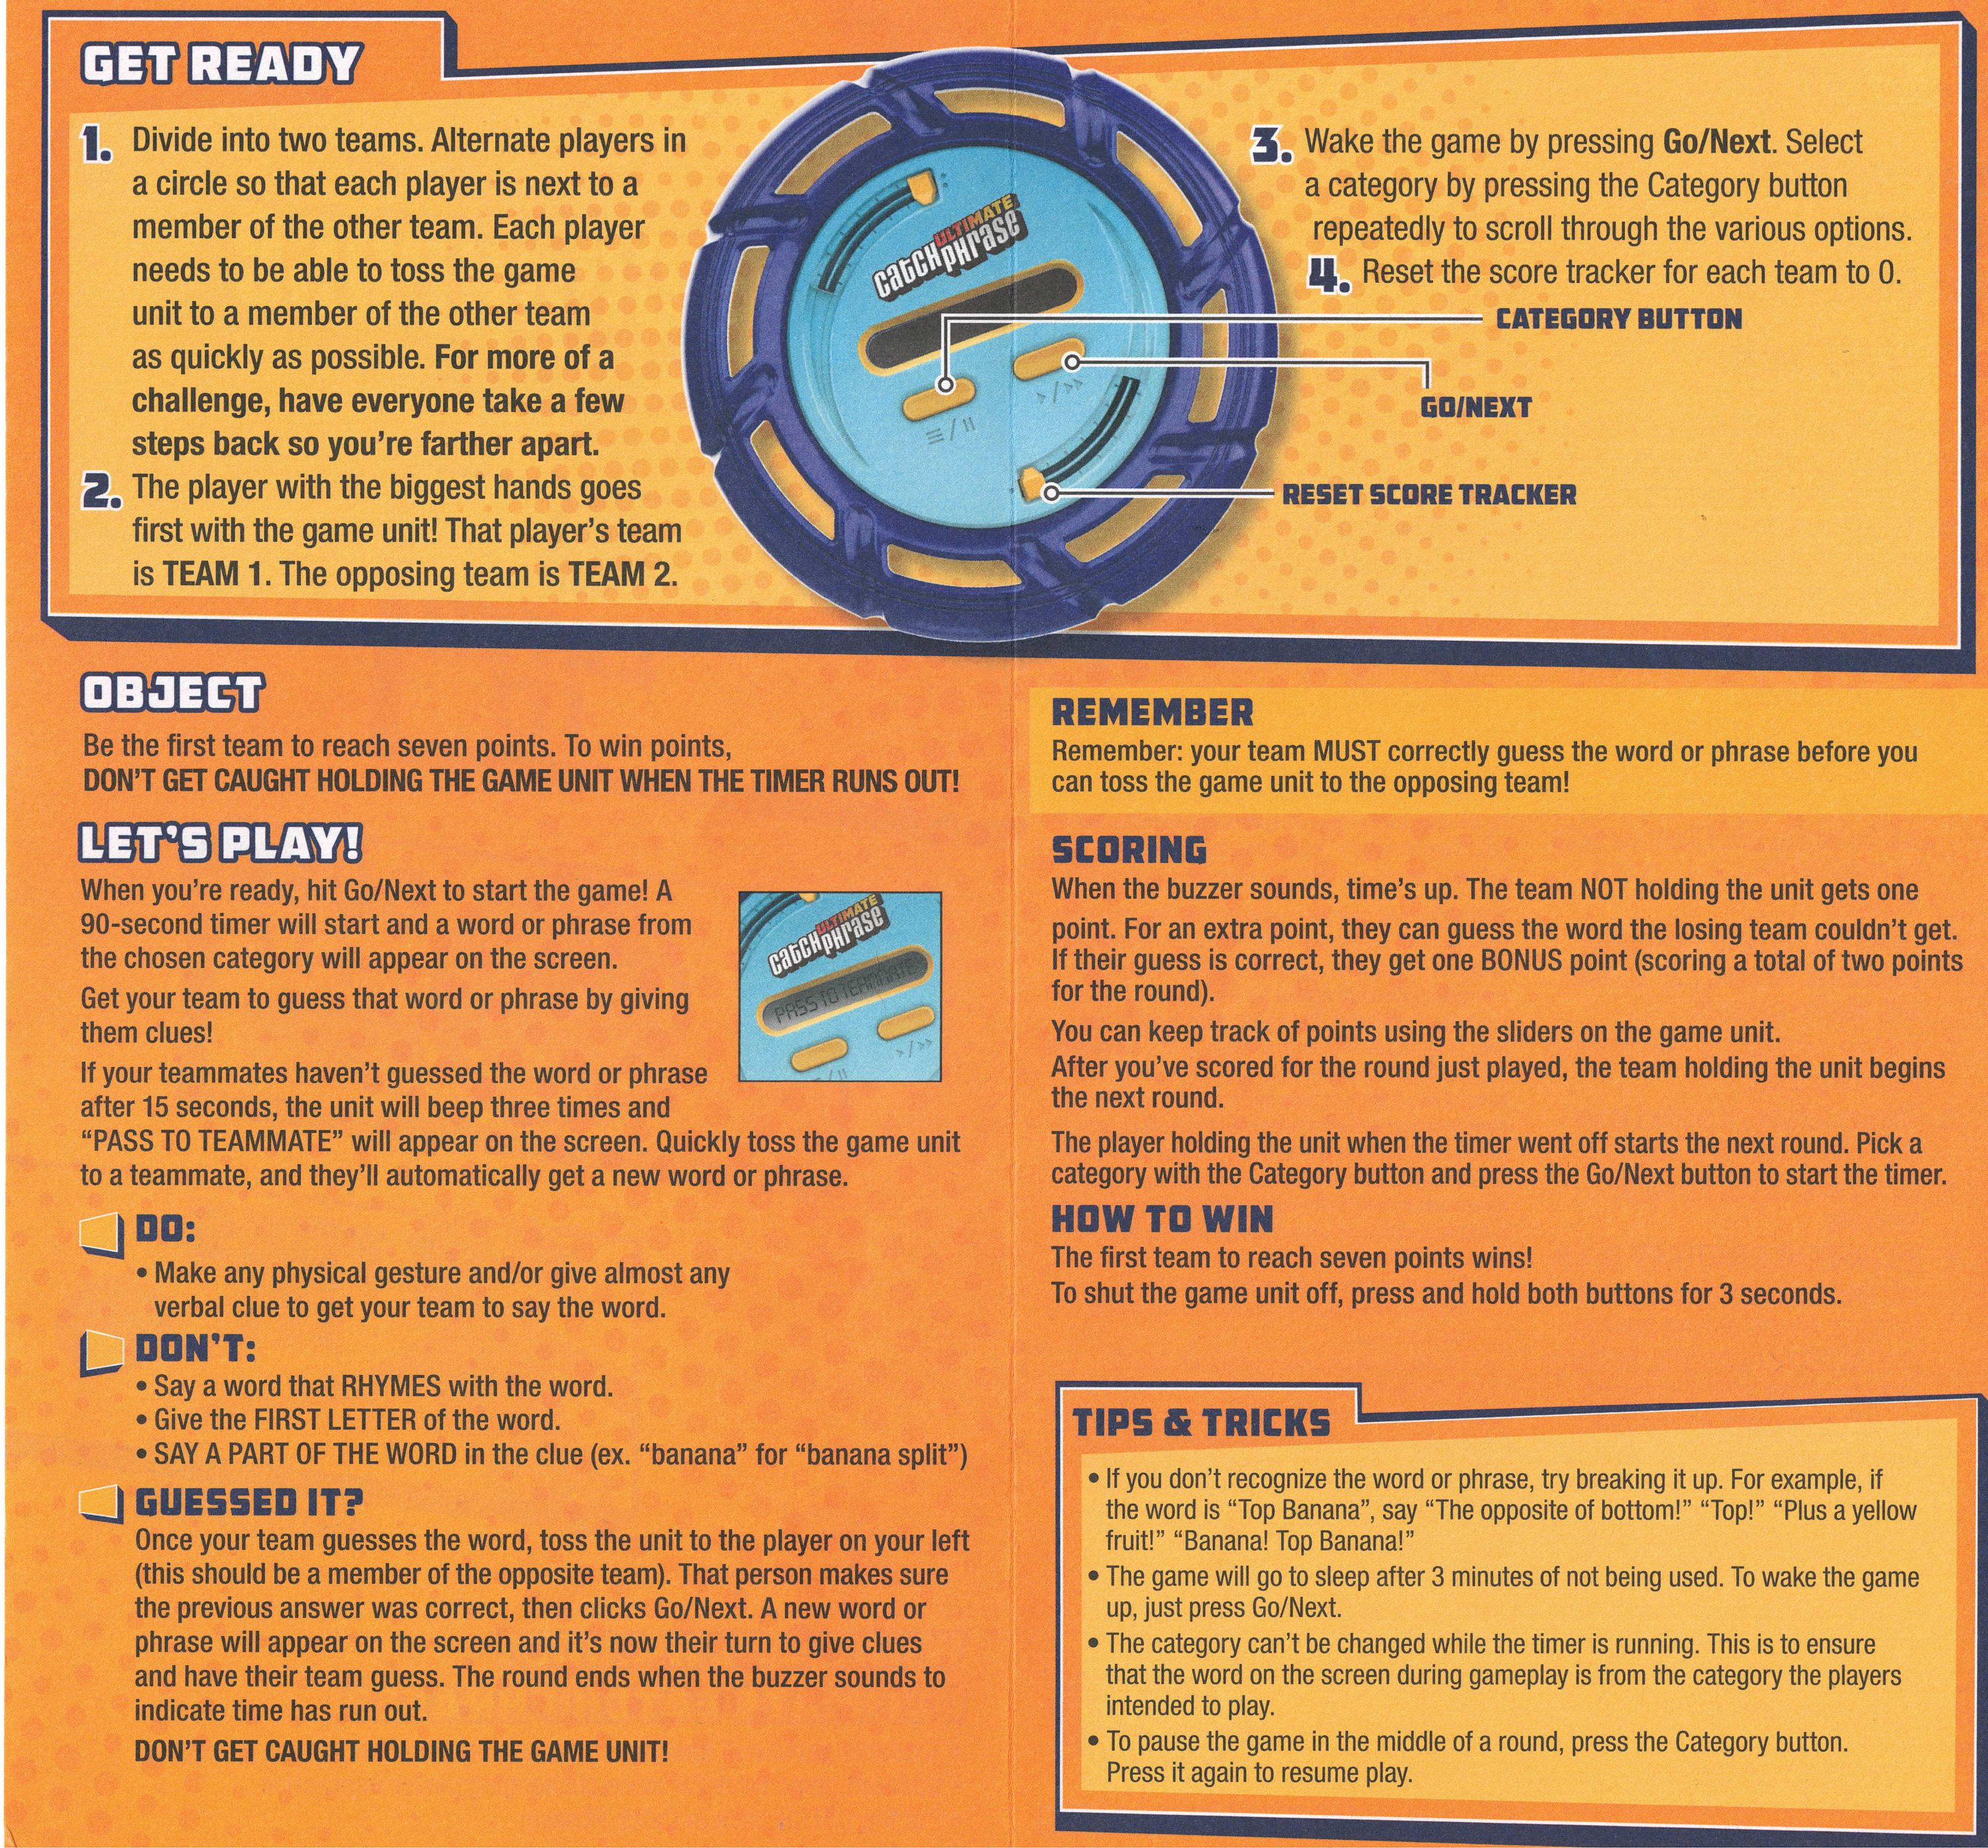 GET READY
1. Divide into two teams. Alternate players in
a circle so that each player is next to a
member of the other team. Each player
needs to be able to toss the game
unit to a member of the other team
as quickly as possible. For more of a
challenge, have everyone take a few
steps back so you're farther apart.
2. The player with the biggest hands goes
first with the game unit! That player's team
is TEAM 1. The opposing team is TEAM 2.
ULTIMATE
catchphrase
3. Wake the game by pressing Go/Next. Select
a category by pressing the Category button
repeatedly to scroll through the various options.
4. Reset the score tracker for each team to 0.
CATEGORY BUTTON
GO/NEXT
RESET SCORE TRACKER
OBJECT
Be the first team to reach seven points. To win points,
DON'T GET CAUGHT HOLDING THE GAME UNIT WHEN THE TIMER RUNS OUT!
LET'S PLAY!
When you're ready, hit Go/Next to start the game! A
90-second timer will start and a word or phrase from
the chosen category will appear on the screen.
Get your team to guess that word or phrase by giving
them clues!
If your teammates haven't guessed the word or phrase
after 15 seconds, the unit will beep three times and
“PASS TO TEAMMATE” will appear on the screen. Quickly toss the game unit
to a teammate, and they'll automatically get a new word or phrase.
ULTIMATE
catchphrase
PASS TO TEAMMATE
DO:
• Make any physical gesture and/or give almost any
verbal clue to get your team to say the word.
DON'T:
• Say a word that RHYMES with the word.
• Give the FIRST LETTER of the word.
• SAY A PART OF THE WORD in the clue (ex. “banana” for “banana split”)
GUESSED IT?
Once your team guesses the word, toss the unit to the player on your left
(this should be a member of the opposite team). That person makes sure
the previous answer was correct, then clicks Go/Next. A new word or
phrase will appear on the screen and it's now their turn to give clues
and have their team guess. The round ends when the buzzer sounds to
indicate time has run out.
DON'T GET CAUGHT HOLDING THE GAME UNIT!
REMEMBER
Remember: your team MUST correctly guess the word or phrase before you
can toss the game unit to the opposing team!
SCORING
When the buzzer sounds, time's up. The team NOT holding the unit gets one
point. For an extra point, they can guess the word the losing team couldn't get.
If their guess is correct, they get one BONUS point (scoring a total of two points
for the round).
You can keep track of points using the sliders on the game unit.
After you've scored for the round just played, the team holding the unit begins
the next round.
The player holding the unit when the timer went off starts the next round. Pick a
category with the Category button and press the Go/Next button to start the timer.
HOW TO WIN
The first team to reach seven points wins!
To shut the game unit off, press and hold both buttons for 3 seconds.
TIPS & TRICKS
• If you don't recognize the word or phrase, try breaking it up. For example, if
the word is “Top Banana”, say “The opposite of bottom!” “Top!” “Plus a yellow
fruit!” “Banana! Top Banana!”
• The game will go to sleep after 3 minutes of not being used. To wake the game
up, just press Go/Next.
• The category can't be changed while the timer is running. This is to ensure
that the word on the screen during gameplay is from the category the players
intended to play.
• To pause the game in the middle of a round, press the Category button.
Press it again to resume play.